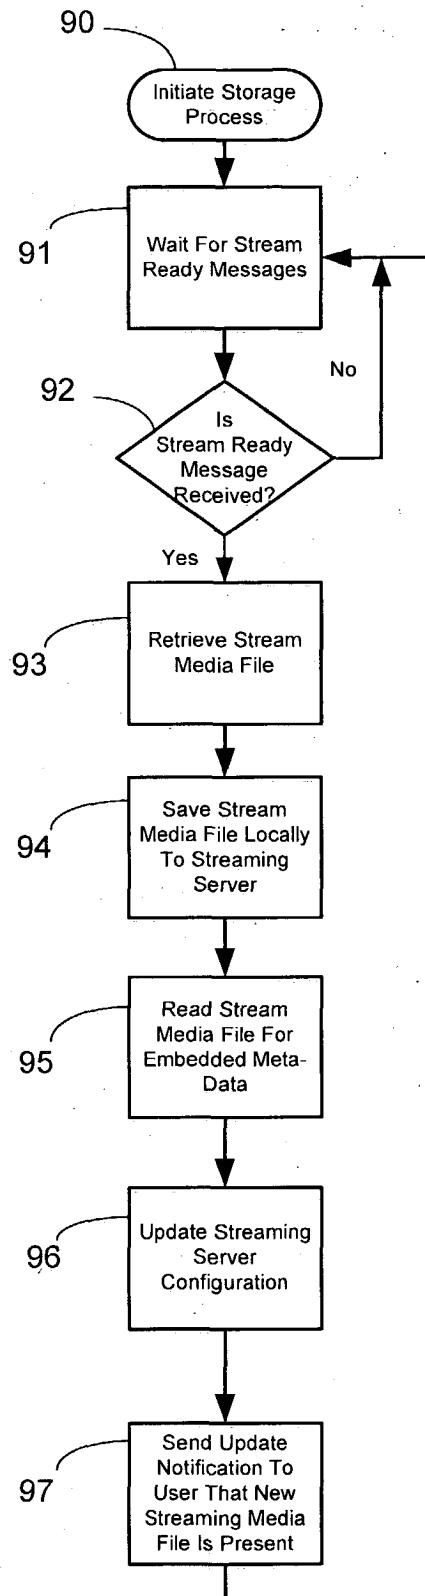 90
Initiate Storage
Process
91
Wait For Stream
Ready Messages
No
92
Is
Stream Ready
Message
Received?
Yes
93
Retrieve Stream
Media File
94
Save Stream
Media File Locally
To Streaming
Server
95
Read Stream
Media File For
Embedded Meta-
Data
96
Update Streaming
Server
Configuration
97
Send Update
Notification To
User That New
Streaming Media
File Is Present